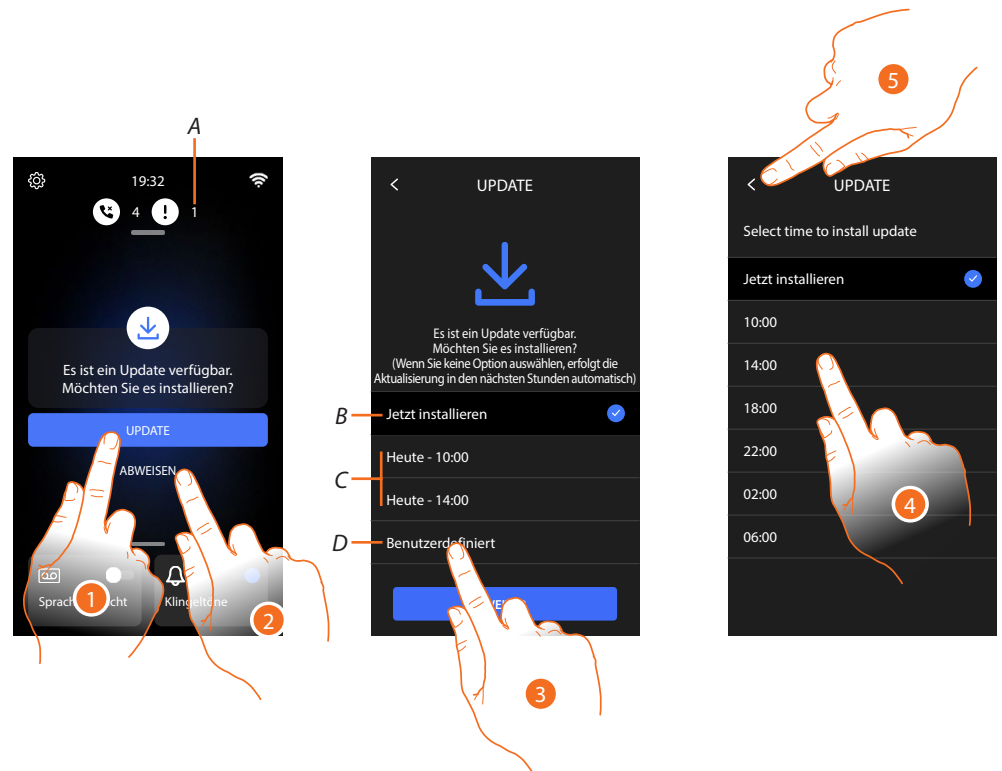 A
19:32
4 1
Es ist ein Update verfügbar.
Möchten Sie es installieren?
UPDATE
ABWEISEN
Klingeltöne
1
2
UPDATE
Es ist ein Update verfügbar.
Möchten Sie es installieren?
(Wenn Sie keine Option auswählen, erfolgt die
Aktualisierung in den nächsten Stunden automatisch)
B
Jetzt installieren
C
Heute - 10:00
Heute - 14:00
D
Benutzerdefiniert
3
5
UPDATE
Select time to install update
Jetzt installieren
10:00
14:00
18:00
22:00
02:00
06:00
4